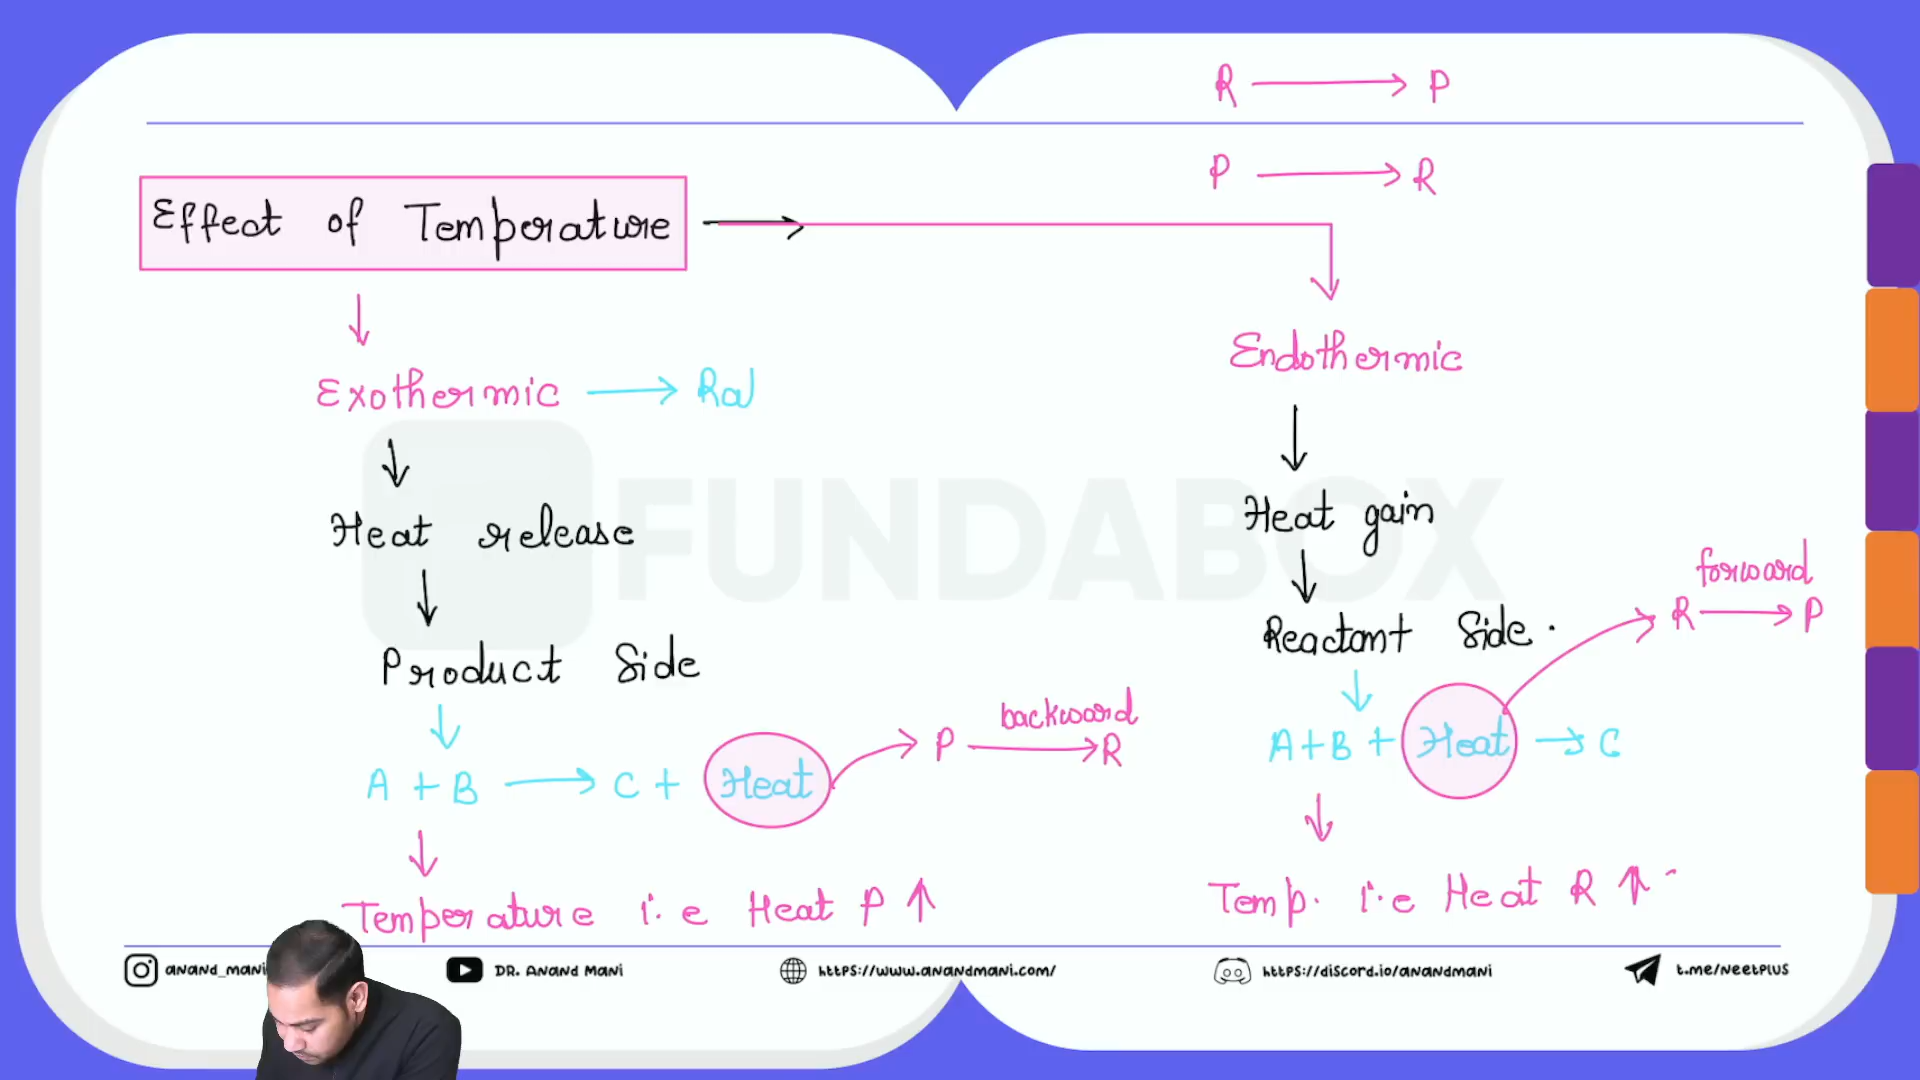 R → P
P → R
Effect of Temperature →
Exothermic →
Heat release
Product Side
A + B → C + Heat
backward
P → R
Temperature i.e Heat P ↑
Endothermic
Heat gain
Reactant Side.
forward
R → P
A + B + Heat → C
Temp. i.e Heat R ↑
FUNDABOX
ANAND_MANI
DR. ANAND MANI
https://www.anandmani.com/
https://discord.io/anandmani
t.me/NEETPLUS